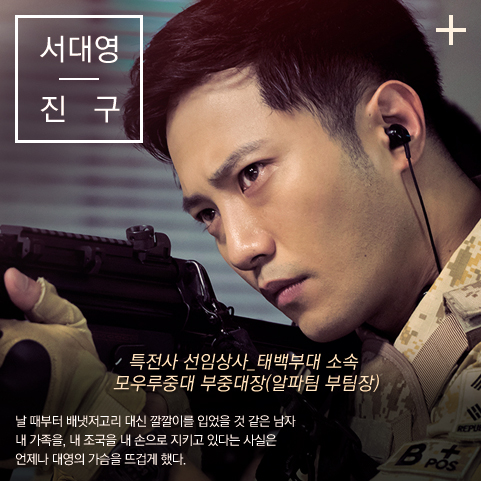 서대영
진 구
특전사 선임상사_태백부대 소속
모우루중대 부중대장(알파팀 부팀장)
날 때부터 배냇저고리 대신 깔깔이를 입었을 것 같은 남자
내 가족을, 내 조국을 내 손으로 지키고 있다는 사실은
언제나 대영의 가슴을 뜨겁게 했다.
B+
POS